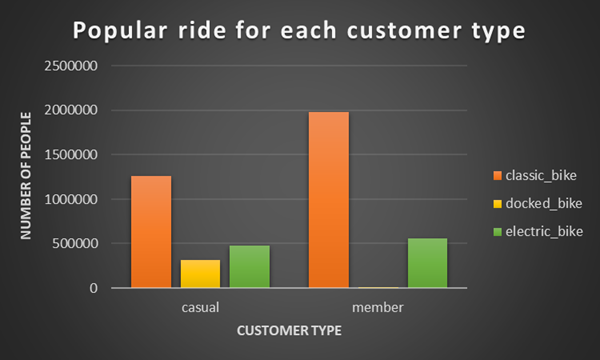 Popular ride for each customer type
2500000
2000000
1500000
1000000
500000
0
NUMBER OF PEOPLE
casual
member
CUSTOMER TYPE
classic_bike
docked_bike
electric_bike